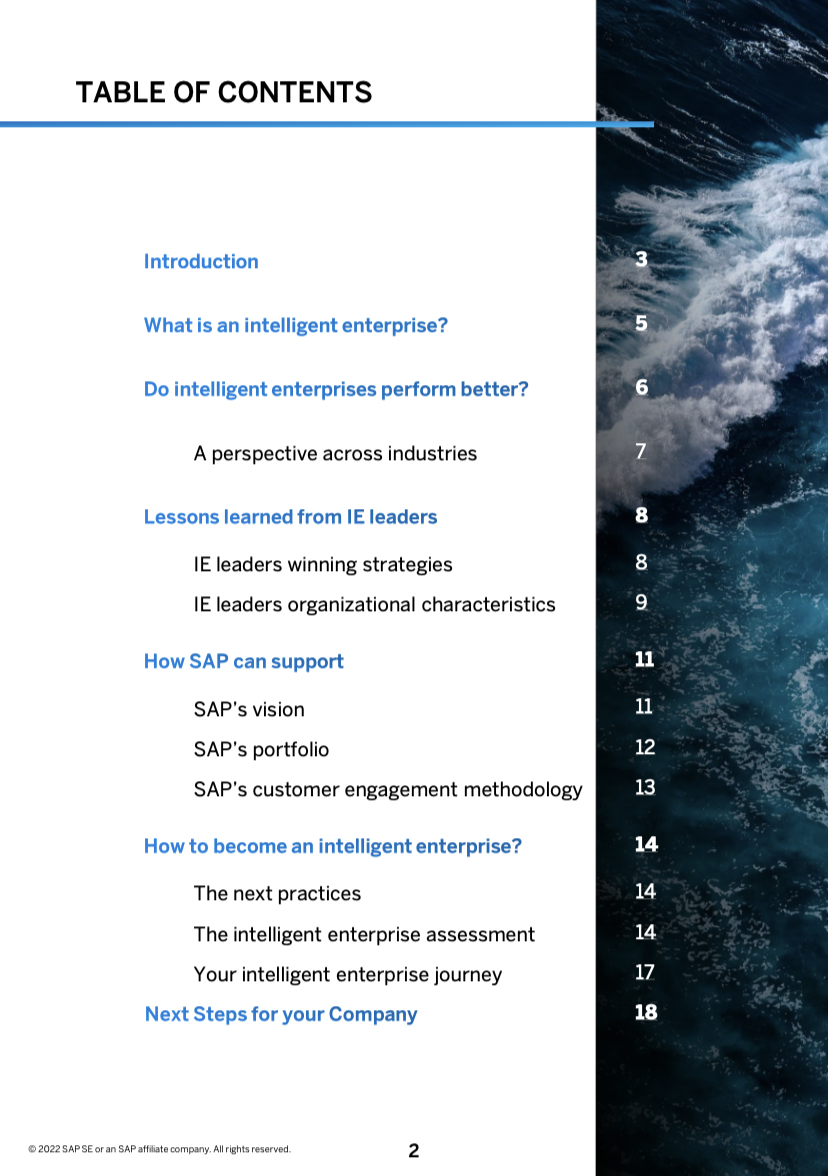 TABLE OF CONTENTS
Introduction 3
What is an intelligent enterprise? 5
Do intelligent enterprises perform better? 6
A perspective across industries 7
Lessons learned from IE leaders 8
IE leaders winning strategies 8
IE leaders organizational characteristics 9
How SAP can support 11
SAP's vision 11
SAP's portfolio 12
SAP's customer engagement methodology 13
How to become an intelligent enterprise? 14
The next practices 14
The intelligent enterprise assessment 14
Your intelligent enterprise journey 17
Next Steps for your Company 18
© 2022 SAP SE or an SAP affiliate company. All rights reserved. 2